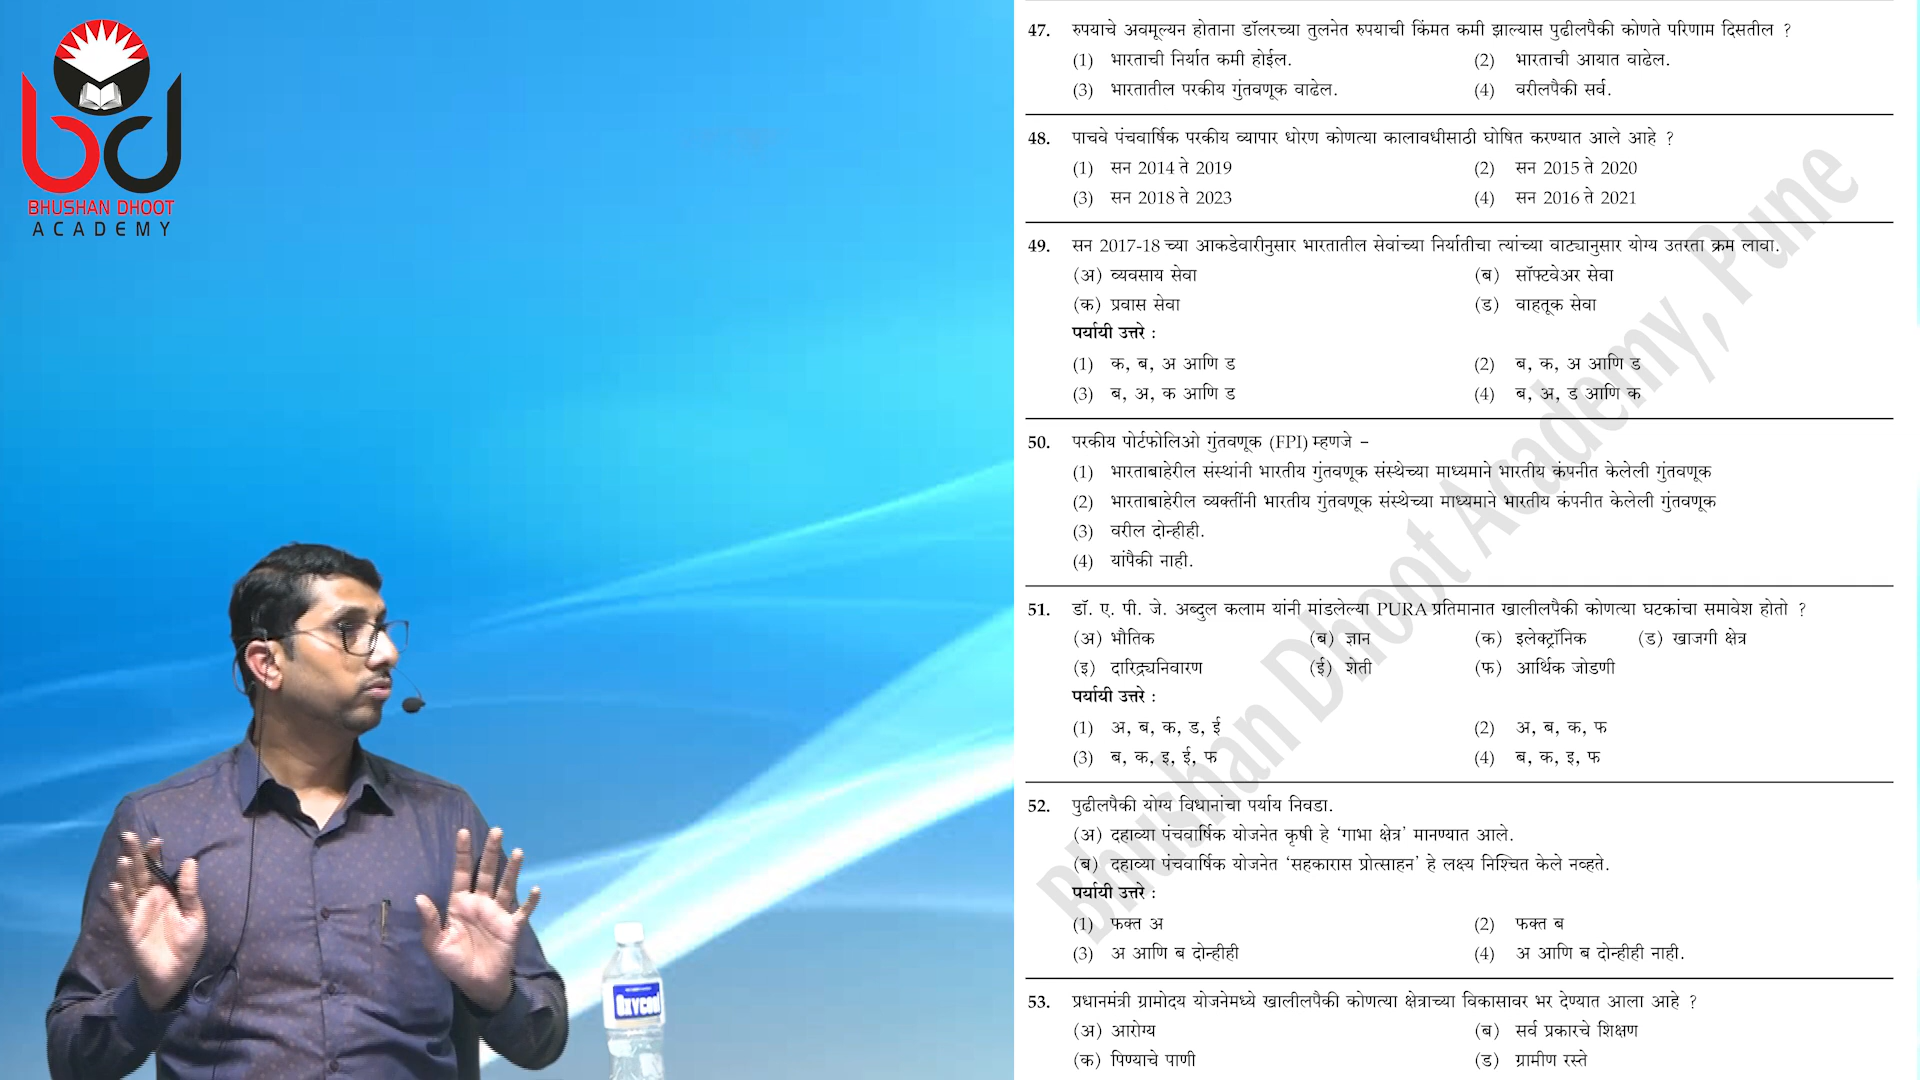 BHUSHAN DHOOT
ACADEMY
47. रुपयाचे अवमूल्यन होताना डॉलरच्या तुलनेत रुपयाची किंमत कमी झाल्यास पुढीलपैकी कोणते परिणाम दिसतील ?
(1) भारताची निर्यात कमी होईल. (2) भारताची आयात वाढेल.
(3) भारतातील परकीय गुंतवणूक वाढेल. (4) वरीलपैकी सर्व.
48. पाचवे पंचवार्षिक परकीय व्यापार धोरण कोणत्या कालावधीसाठी घोषित करण्यात आले आहे ?
(1) सन 2014 ते 2019 (2) सन 2015 ते 2020
(3) सन 2018 ते 2023 (4) सन 2016 ते 2021
49. सन 2017-18 च्या आकडेवारीनुसार भारतातील सेवांच्या निर्यातीचा त्यांच्या वाट्यानुसार योग्य उतरता क्रम लावा.
(अ) व्यवसाय सेवा (ब) सॉफ्टवेअर सेवा
(क) प्रवास सेवा (ड) वाहतूक सेवा
पर्यायी उत्तरे :
(1) क, ब, अ आणि ड (2) ब, क, अ आणि ड
(3) ब, अ, क आणि ड (4) ब, अ, ड आणि क
50. परकीय पोर्टफोलिओ गुंतवणूक (FPI) म्हणजे –
(1) भारताबाहेरील संस्थांनी भारतीय गुंतवणूक संस्थेच्या माध्यमाने भारतीय कंपनीत केलेली गुंतवणूक
(2) भारताबाहेरील व्यक्तींनी भारतीय गुंतवणूक संस्थेच्या माध्यमाने भारतीय कंपनीत केलेली गुंतवणूक
(3) वरील दोन्हीही.
(4) यांपैकी नाही.
51. डॉ. ए. पी. जे. अब्दुल कलाम यांनी मांडलेल्या PURA प्रतिमानात खालीलपैकी कोणत्या घटकांचा समावेश होतो ?
(अ) भौतिक (ब) ज्ञान (क) इलेक्ट्रॉनिक (ड) खाजगी क्षेत्र
(इ) दारिद्र्यनिवारण (ई) शेती (फ) आर्थिक जोडणी
पर्यायी उत्तरे :
(1) अ, ब, क, ड, ई (2) अ, ब, क, फ
(3) ब, क, इ, ई, फ (4) ब, क, इ, फ
52. पुढीलपैकी योग्य विधानांचा पर्याय निवडा.
(अ) दहाव्या पंचवार्षिक योजनेत कृषी हे ‘गाभा क्षेत्र’ मानण्यात आले.
(ब) दहाव्या पंचवार्षिक योजनेत ‘सहकारास प्रोत्साहन’ हे लक्ष्य निश्चित केले नव्हते.
पर्यायी उत्तरे :
(1) फक्त अ (2) फक्त ब
(3) अ आणि ब दोन्हीही (4) अ आणि ब दोन्हीही नाही.
53. प्रधानमंत्री ग्रामोदय योजनेमध्ये खालीलपैकी कोणत्या क्षेत्राच्या विकासावर भर देण्यात आला आहे ?
(अ) आरोग्य (ब) सर्व प्रकारचे शिक्षण
(क) पिण्याचे पाणी (ड) ग्रामीण रस्ते
Bhushan Dhoot Academy, Pune
OXYcool